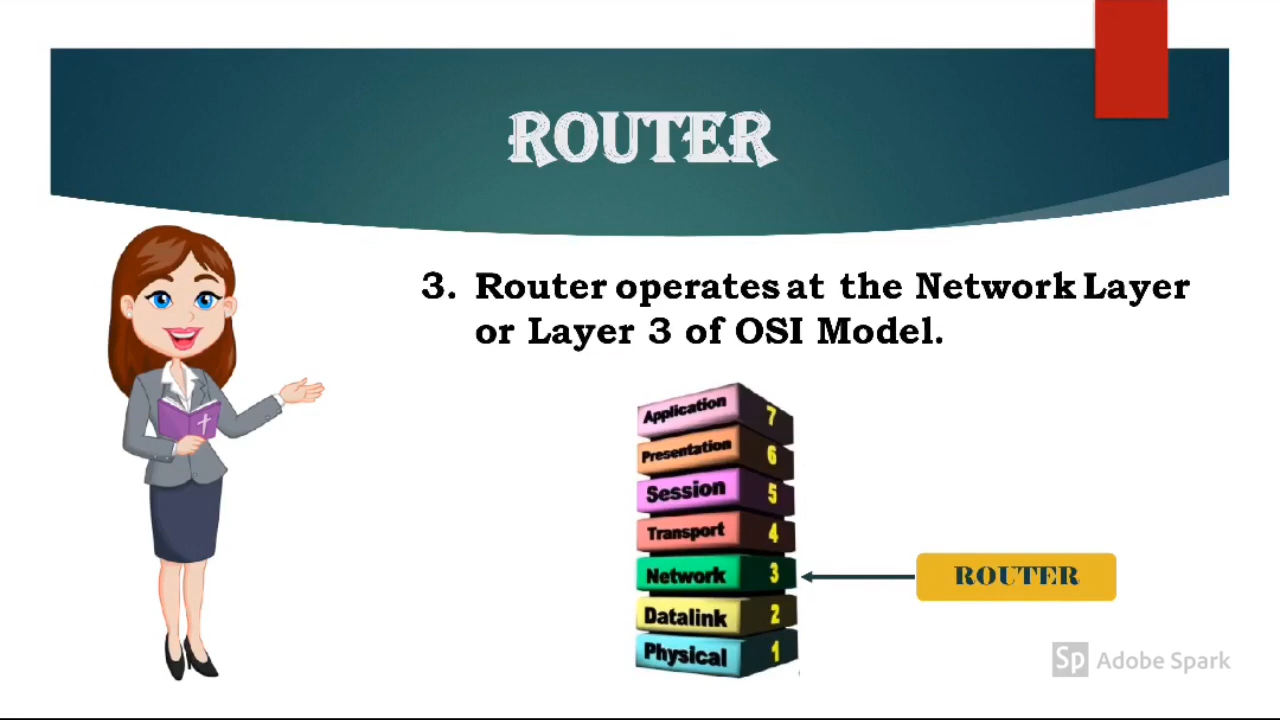 ROUTER
3. Router operates at the Network Layer
or Layer 3 of OSI Model.
Application 7
Presentation 6
Session 5
Transport 4
Network 3
ROUTER
Datalink 2
Physical 1
Sp Adobe Spark